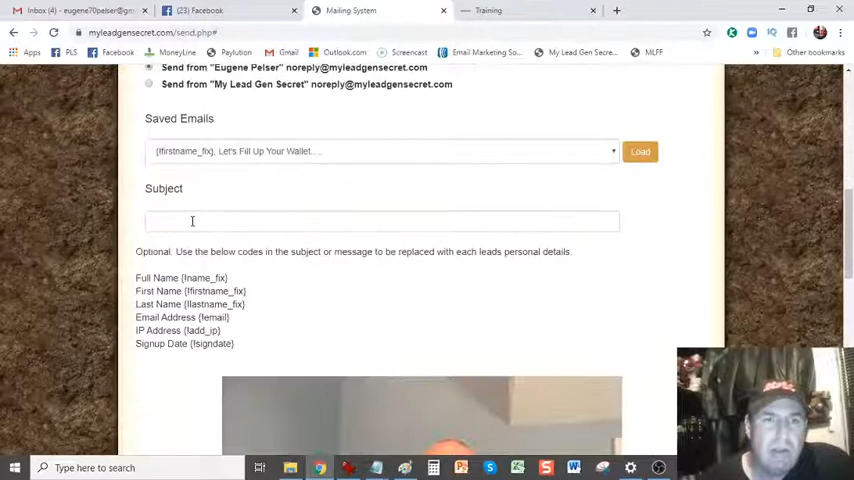 Inbox (4) - eugene70pelser@gm
(23) Facebook
Mailing System
Training
myleadgensecret.com/send.php#
Apps
PLS
Facebook
MoneyLine
Paylution
Gmail
Outlook.com
Screencast
Email Marketing So...
My Lead Gen Secre...
MLFF
Other bookmarks
Send from "Eugene Pelser" noreply@myleadgensecret.com
Send from "My Lead Gen Secret" noreply@myleadgensecret.com
Saved Emails
{!firstname_fix}, Let's Fill Up Your Wallet....
Load
Subject
Optional. Use the below codes in the subject or message to be replaced with each leads personal details.
Full Name {!name_fix}
First Name {!firstname_fix}
Last Name {!lastname_fix}
Email Address {!email}
IP Address {!add_ip}
Signup Date {!signdate}
Type here to search